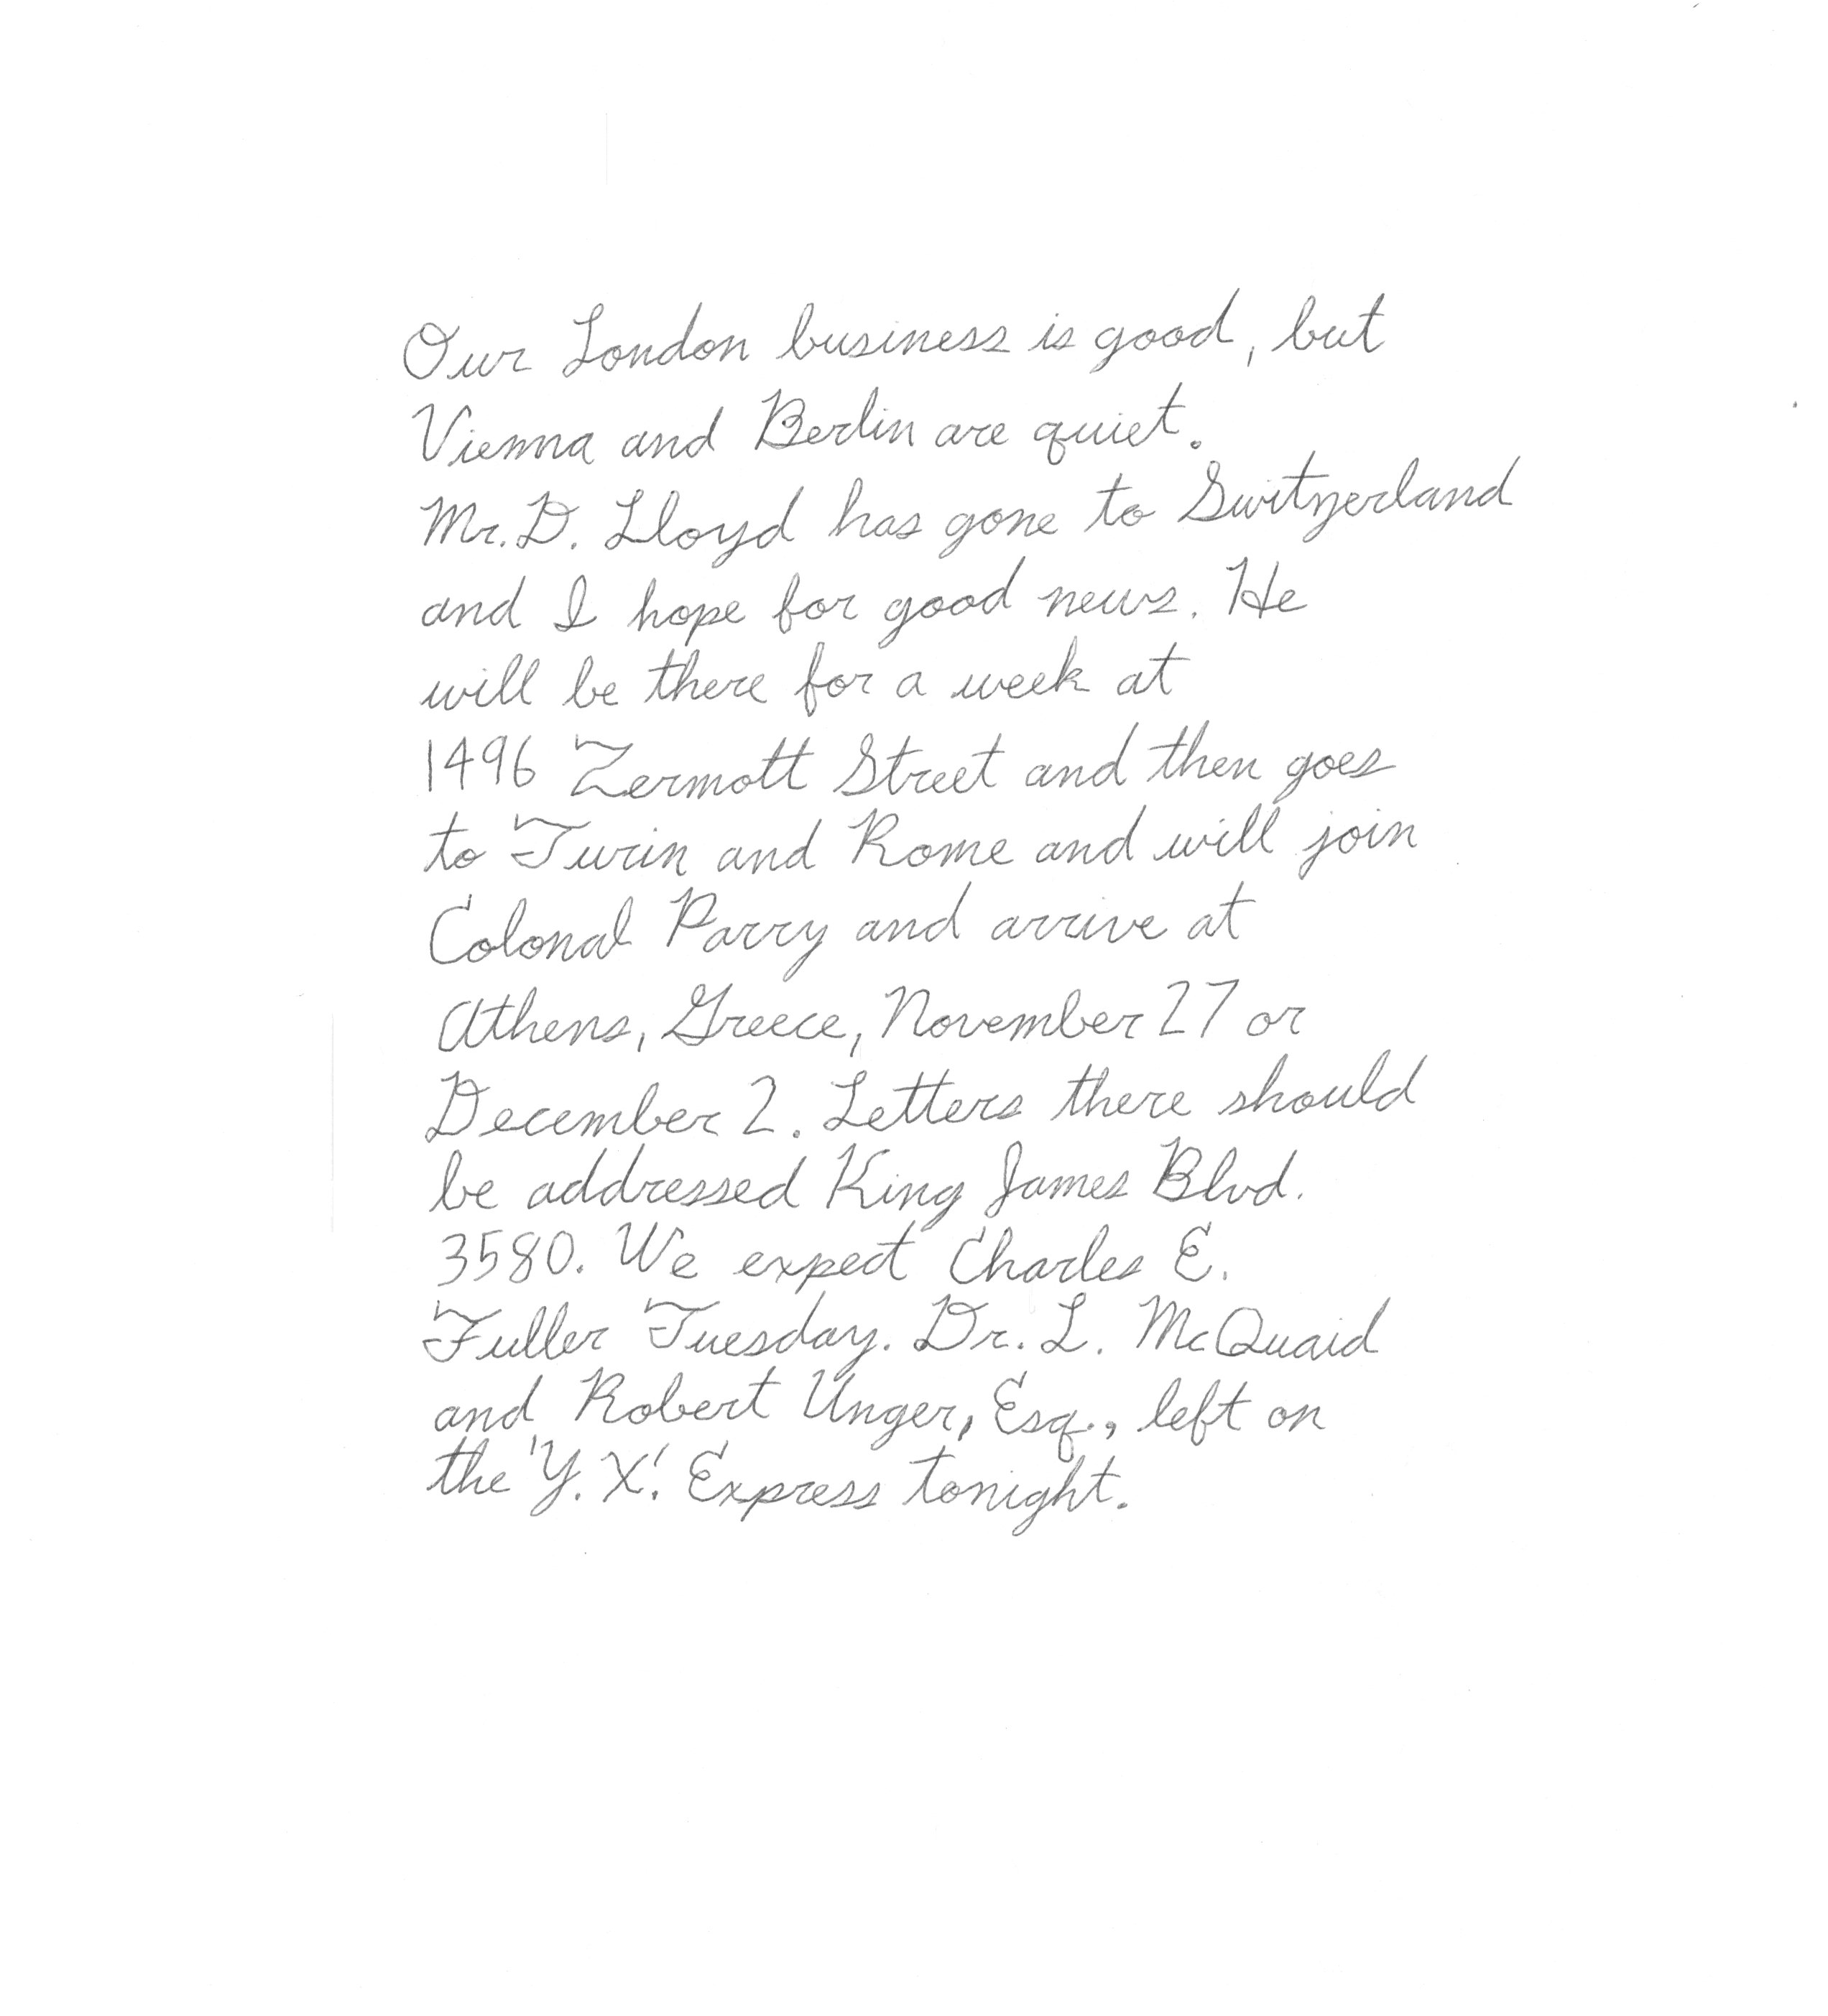 Our London business is good, but
Vienna and Berlin are quiet.
Mr. D. Lloyd has gone to Switzerland
and I hope for good news. He
will be there for a week at
1496 Zermott Street and then goes
to Turin and Rome and will join
Colonal Parry and arrive at
Athens, Greece, November 27 or
December 2. Letters there should
be addressed King James Blvd.
3580. We expect Charles E.
Fuller Tuesday. Dr. L. McQuaid
and Robert Unger, Esq., left on
the 'Y. X.' Express tonight.